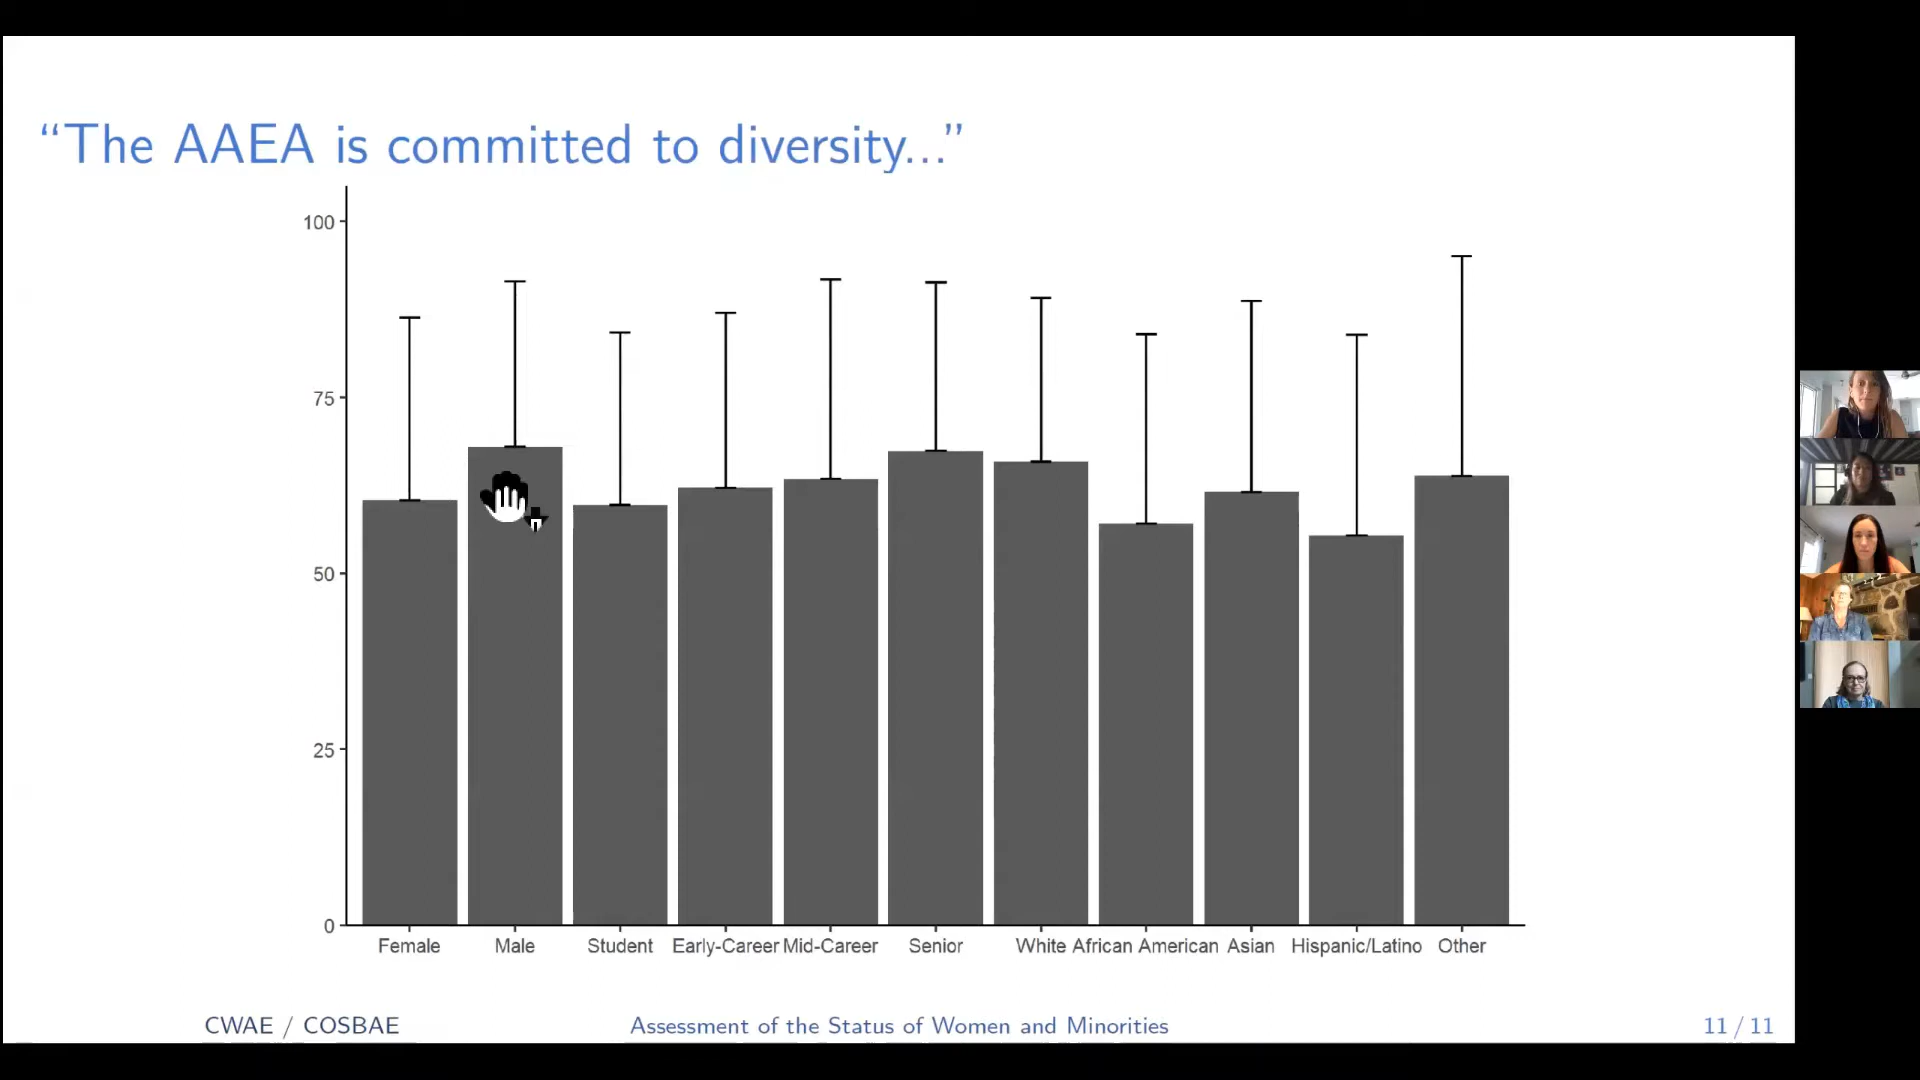 “The AAEA is committed to diversity...”
100
75
50
25
0
Female Male Student Early-Career Mid-Career Senior White African American Asian Hispanic/Latino Other
CWAE / COSBAE Assessment of the Status of Women and Minorities 11 / 11